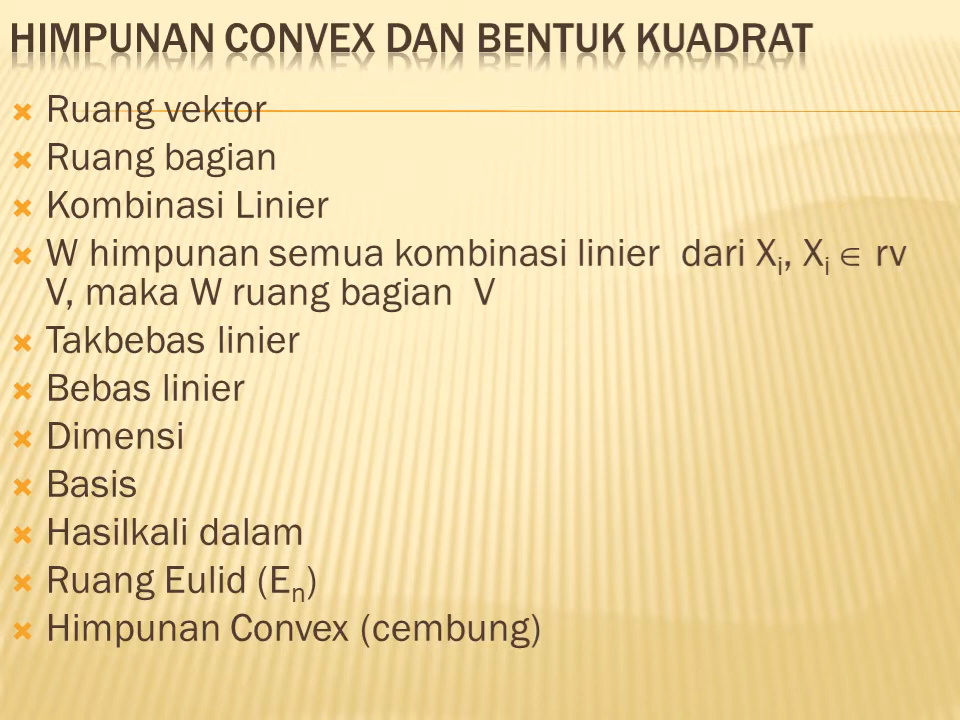 HIMPUNAN CONVEX DAN BENTUK KUADRAT
Ruang vektor
Ruang bagian
Kombinasi Linier
W himpunan semua kombinasi linier dari Xi, Xi ∈ rv
V, maka W ruang bagian V
Takbebas linier
Bebas linier
Dimensi
Basis
Hasilkali dalam
Ruang Eulid (En)
Himpunan Convex (cembung)